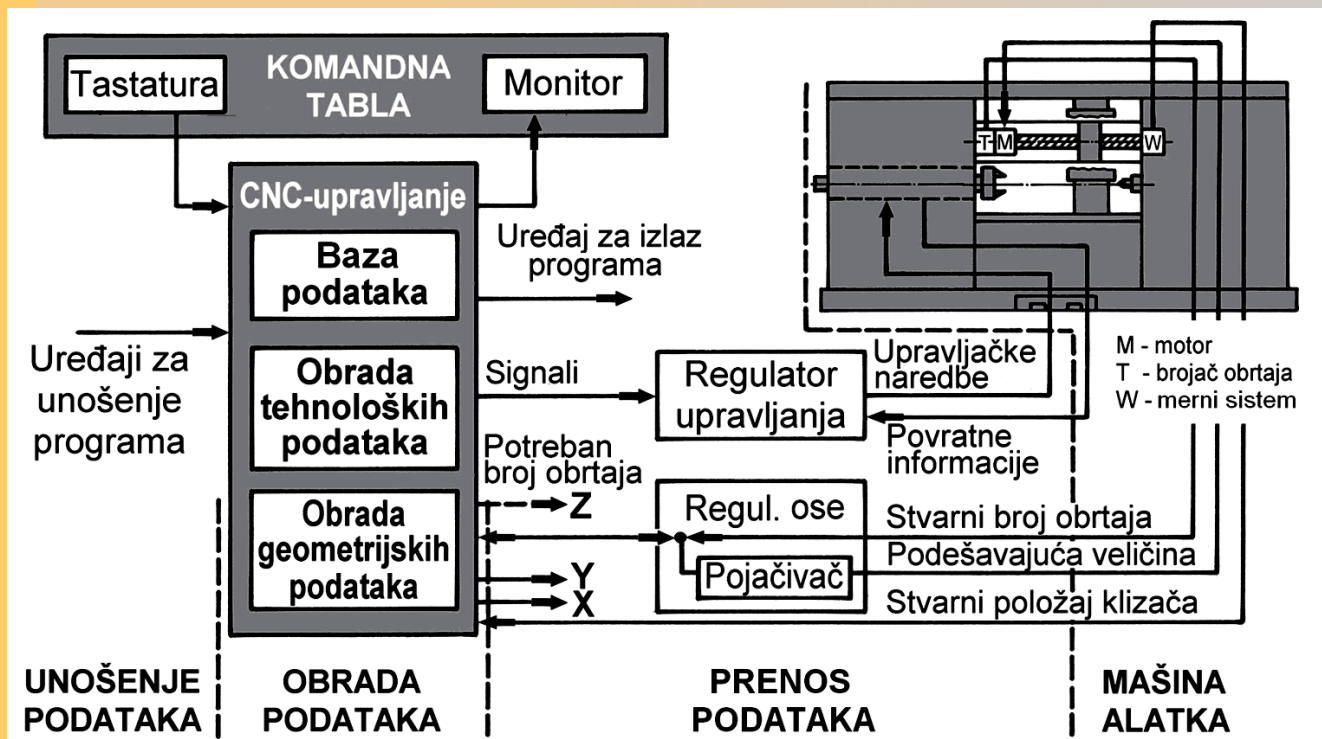 KOMANDNA
TABLA
Tastatura
Monitor
CNC-upravljanje
Baza
podataka
Obrada
tehnoloških
podataka
Obrada
geometrijskih
podataka
Uređaji za
unošenje
programa
Uređaj za izlaz
programa
Signali
Potreban
broj obrtaja
Z
Y
X
Regulator
upravljanja
Upravljačke
naredbe
Povratne
informacije
Regul. ose
Pojačivač
Stvarni broj obrtaja
Podešavajuća veličina
Stvarni položaj klizača
T
M
W
M - motor
T - brojač obrtaja
W - merni sistem
UNOŠENJE
PODATAKA
OBRADA
PODATAKA
PRENOS
PODATAKA
MAŠINA
ALATKA